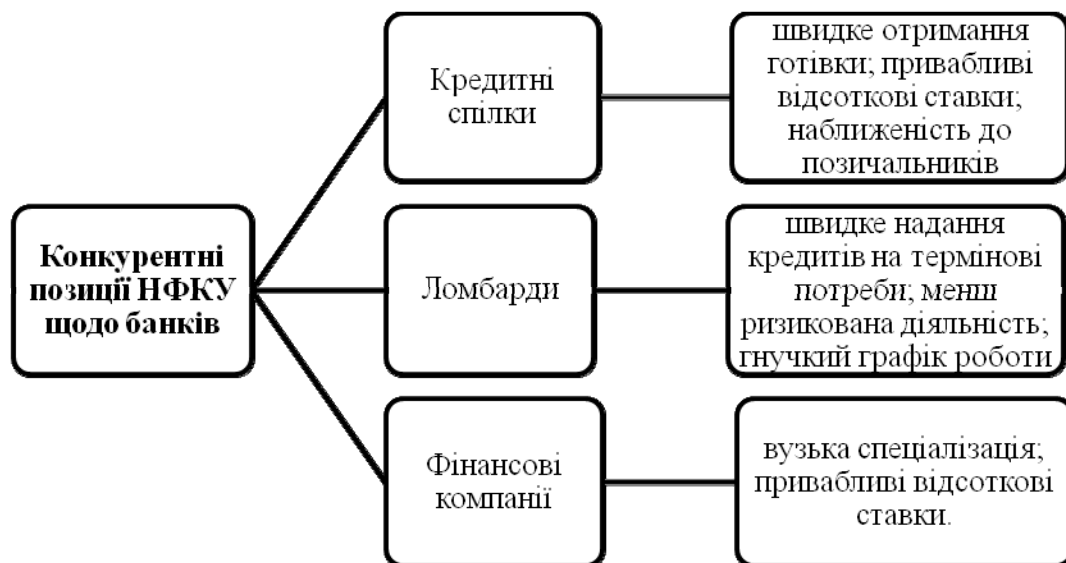 Конкурентні
позиції НФКУ
щодо банків
Кредитні
спілки
швидке отримання
готівки; привабливі
відсоткові ставки;
наближеність до
позичальників
Ломбарди
швидке надання
кредитів на термінові
потреби; менш
ризикована діяльність;
гнучкий графік роботи
Фінансові
компанії
вузька спеціалізація;
привабливі відсоткові
ставки.